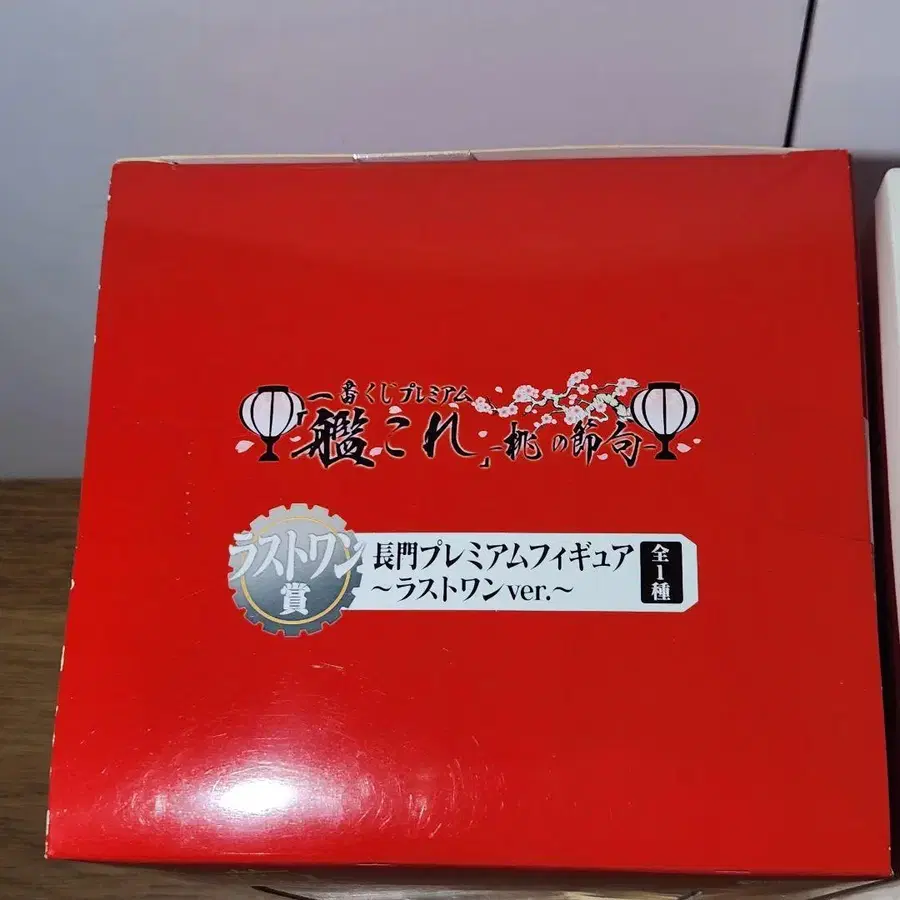 一番くじプレミアム
「艦これ」-桃の節句-
ラストワン賞
長門プレミアムフィギュア
～ラストワンver.～
全1種